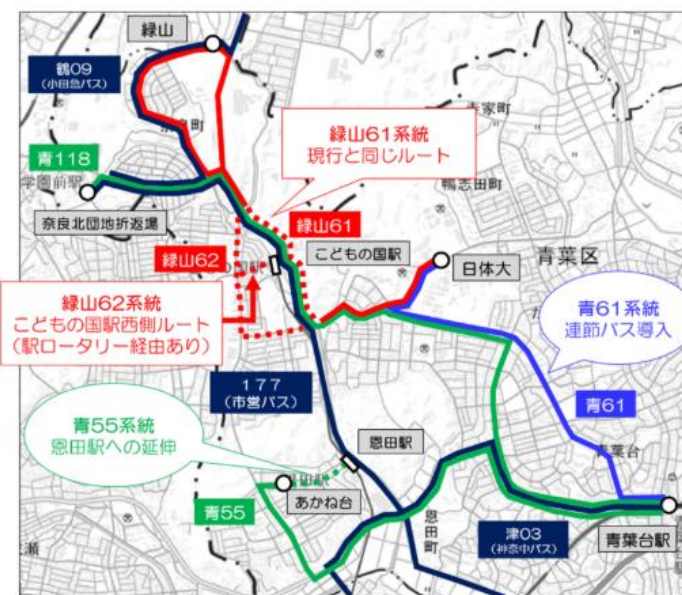 緑山
鶴09
(小田急バス)
奈良町
緑山61系統
現行と同じルート
青118
学園前駅
奈良北団地折返場
緑山61
鴨志田町
こどもの国駅
日体大
青葉区
緑山62
緑山62系統
こどもの国駅西側ルート
(駅ロータリー経由あり)
青61系統
連節バス導入
177
(市営バス)
青61
青55系統
恩田駅への延伸
恩田駅
青葉台
あかね台
青55
恩田町
津03
(神奈中バス)
青葉台駅